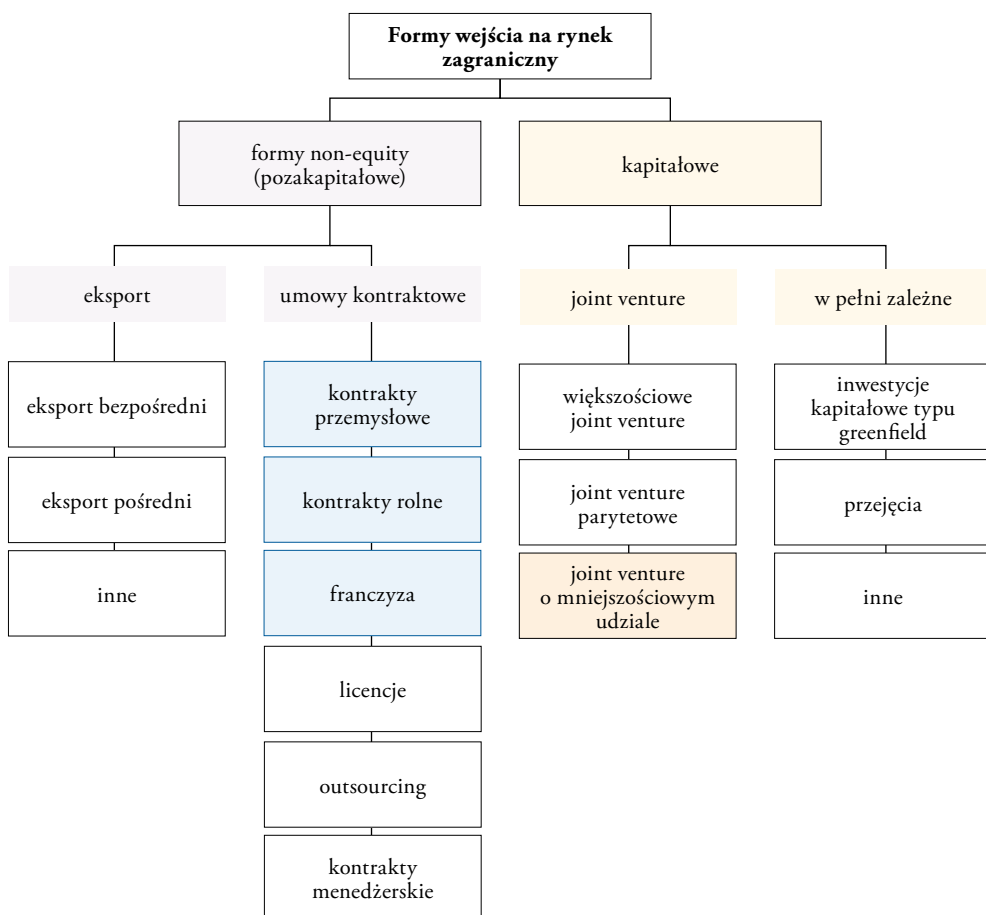 Formy wejścia na rynek
zagraniczny
formy non-equity
(pozakapitałowe)
kapitałowe
eksport
umowy kontraktowe
joint venture
w pełni zależne
eksport bezpośredni
eksport pośredni
inne
kontrakty
przemysłowe
kontrakty rolne
franczyza
licencje
outsourcing
kontrakty
menedżerskie
większościowe
joint venture
joint venture
parytetowe
joint venture
o mniejszościowym
udziale
inwestycje
kapitałowe typu
greenfield
przejęcia
inne